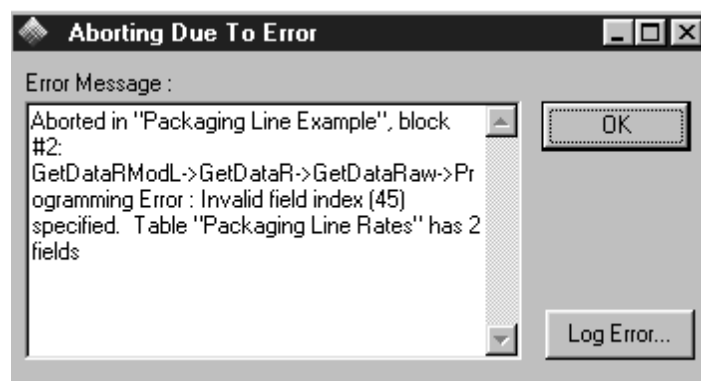 Aborting Due To Error
Error Message :
Aborted in "Packaging Line Example", block
#2:
GetDataRModL->GetDataR->GetDataRaw->Pr
ogramming Error : Invalid field index (45)
specified.  Table "Packaging Line Rates" has 2
fields
OK
Log Error...